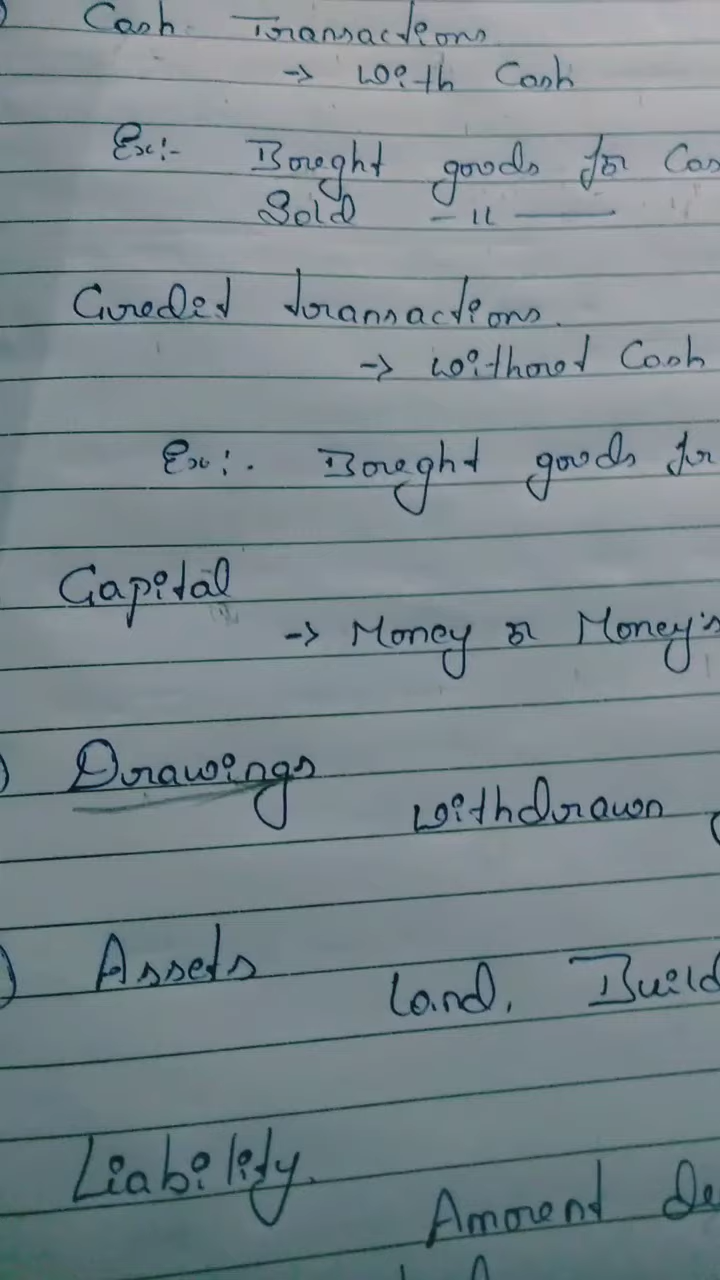 Cash Transactions
→ With Cash
Ex:- Bought goods for Cas
Sold -11-
Credit transactions.
→ without Cash
Ex:. Bought goods for
Capital
→ Money or Money's
Drawings
withdrawn
Assets
Land, Build
Liability.
Amount